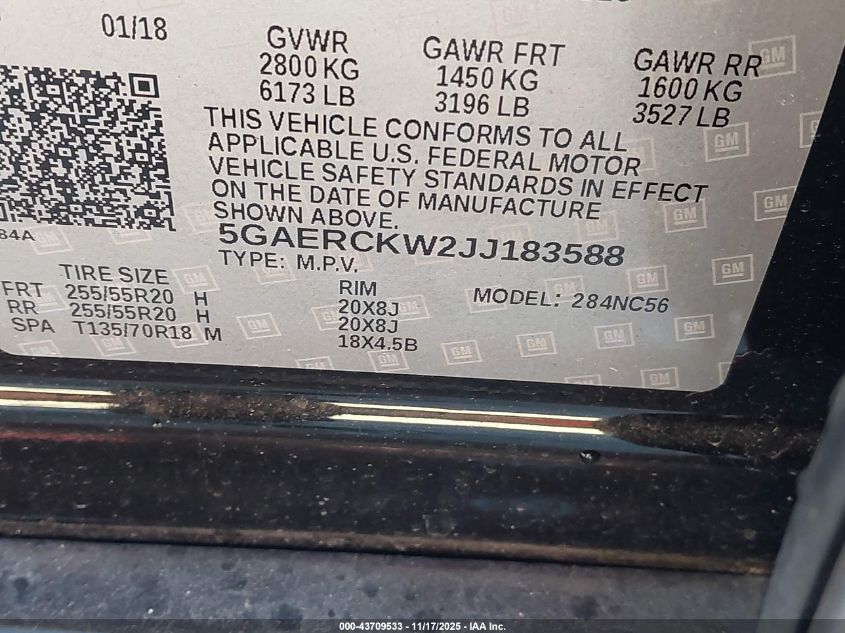 01/18
GVWR
2800 KG
6173 LB
GAWR FRT
1450 KG
3196 LB
GAWR RR
1600 KG
3527 LB
THIS VEHICLE CONFORMS TO ALL
APPLICABLE U.S. FEDERAL MOTOR
VEHICLE SAFETY STANDARDS IN EFFECT
ON THE DATE OF MANUFACTURE
SHOWN ABOVE.
84A
5GAERCKW2JJ183588
TYPE: M.P.V.
TIRE SIZE RIM MODEL: 284NC56
FRT 255/55R20 H 20X8J
RR 255/55R20 H 20X8J
SPA T135/70R18 M 18X4.5B
GM
000-43709533 - 11/17/2025 - IAA Inc.